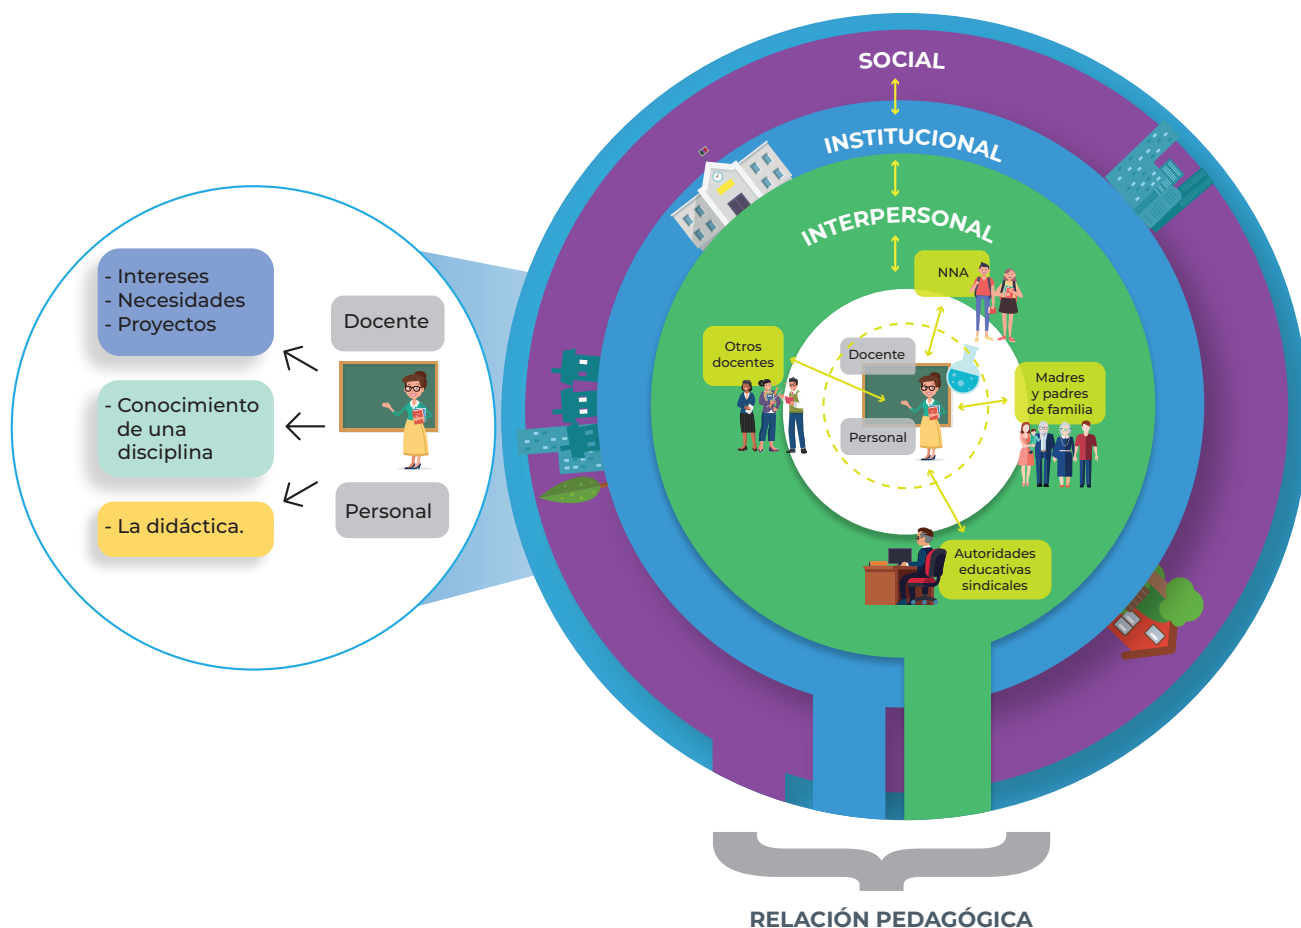 - Intereses
- Necesidades
- Proyectos
- Conocimiento
de una
disciplina
- La didáctica.
Docente
Personal
SOCIAL
INSTITUCIONAL
INTERPERSONAL
NNA
Otros
docentes
Docente
Personal
Madres
y padres
de familia
Autoridades
educativas
sindicales
RELACIÓN PEDAGÓGICA